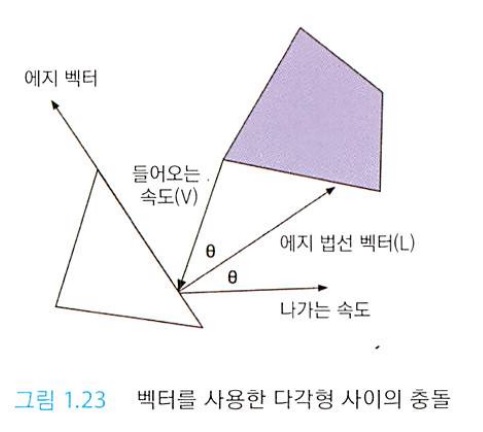 에지 벡터
들어오는
속도(V)
θ
에지 법선 벡터(L)
θ
나가는 속도
그림 1.23 벡터를 사용한 다각형 사이의 충돌